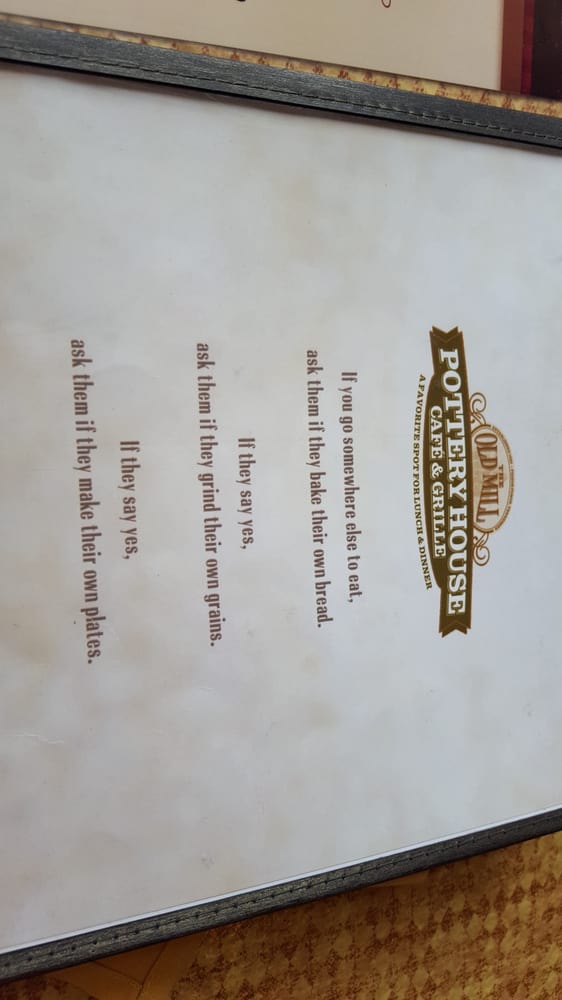 THE
OLD MILL
POTTERY HOUSE
CAFE & GRILLE
A FAVORITE SPOT FOR LUNCH & DINNER
If you go somewhere else to eat,
ask them if they bake their own bread.
If they say yes,
ask them if they grind their own grains.
If they say yes,
ask them if they make their own plates.